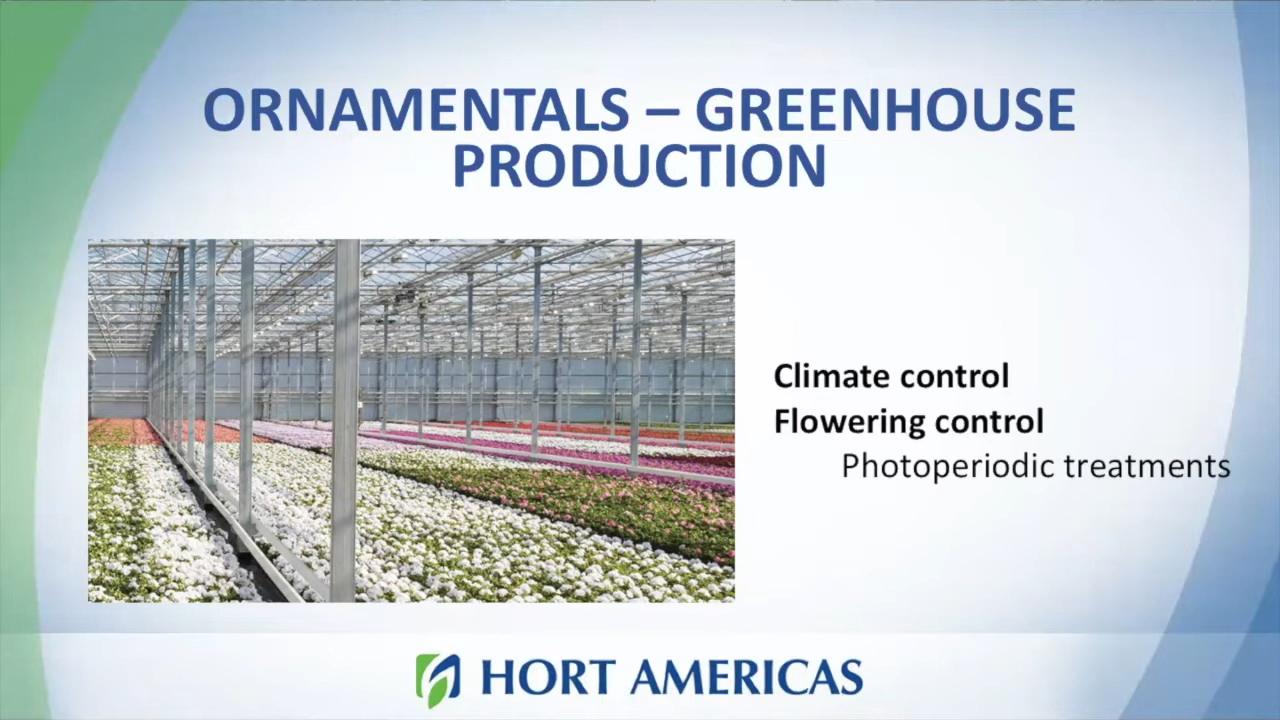 ORNAMENTALS – GREENHOUSE
PRODUCTION
Climate control
Flowering control
Photoperiodic treatments
HORT AMERICAS